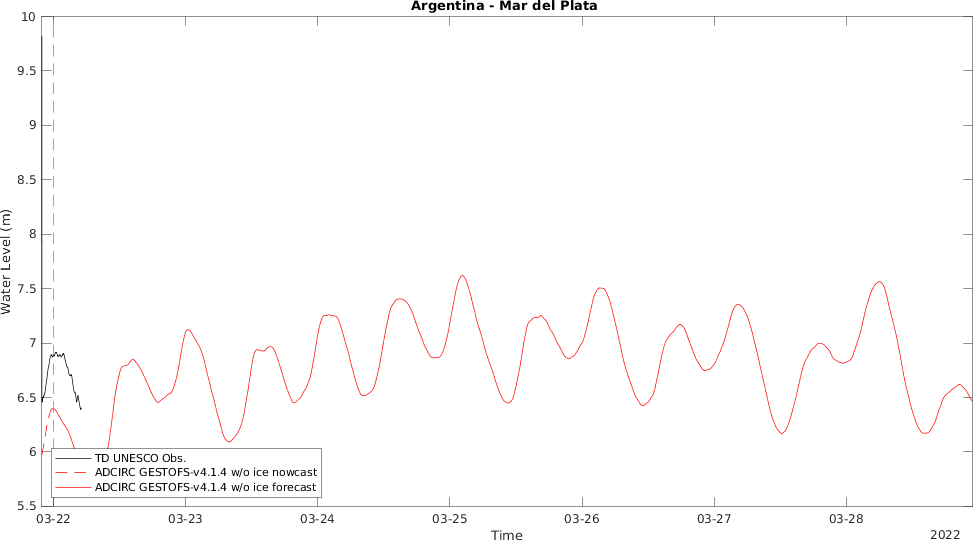 Argentina - Mar del Plata
10
9.5
9
8.5
8
7.5
7
6.5
6
5.5
Water Level (m)
TD UNESCO Obs.
ADCIRC GESTOFS-v4.1.4 w/o ice nowcast
ADCIRC GESTOFS-v4.1.4 w/o ice forecast
03-22 03-23 03-24 03-25 03-26 03-27 03-28
Time
2022